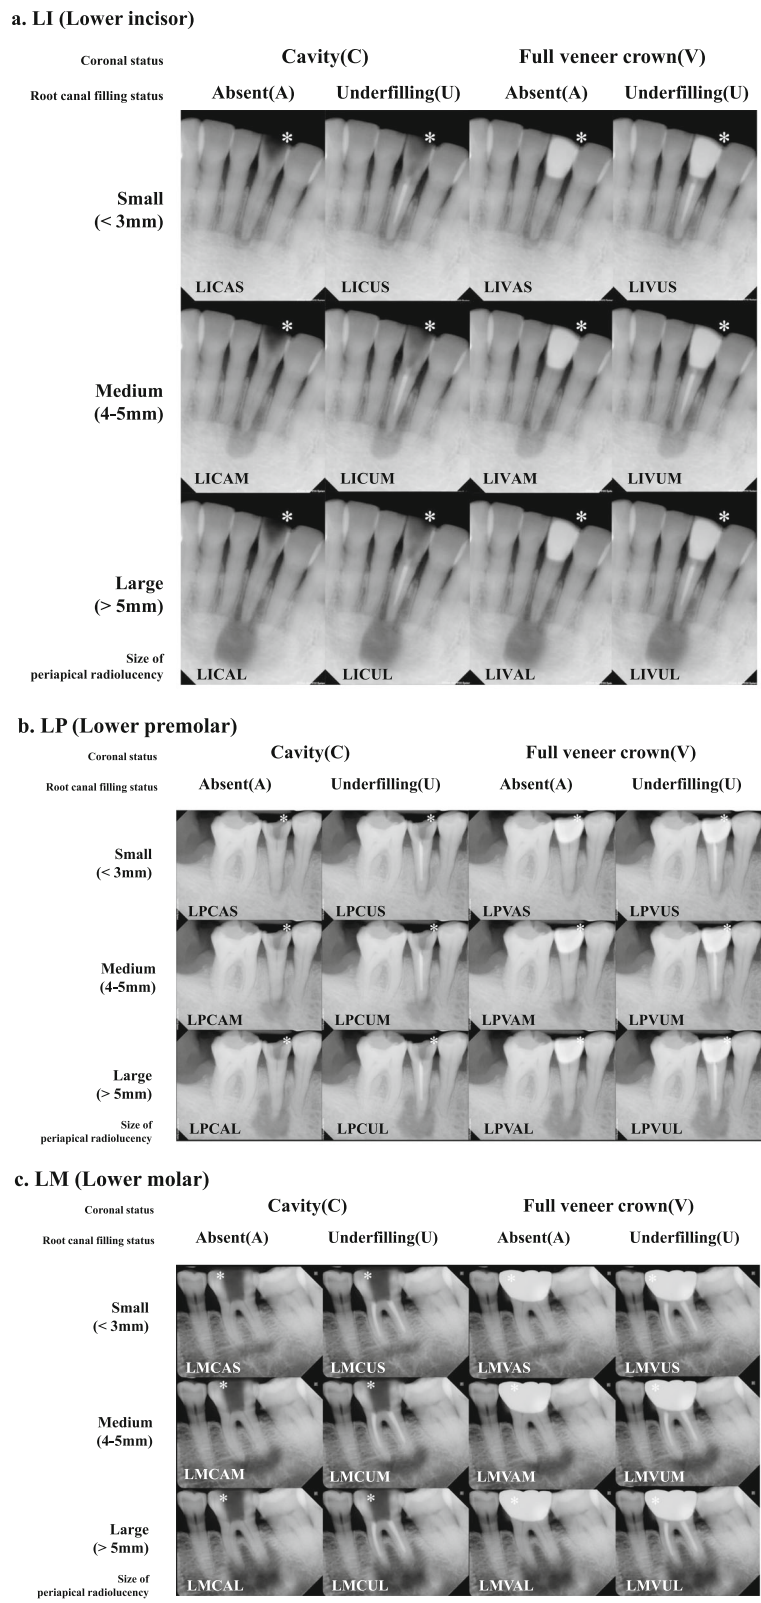 a. LI (Lower incisor)
Coronal status Cavity(C) Full veneer crown(V)
Root canal filling status Absent(A) Underfilling(U) Absent(A) Underfilling(U)
* * * *
Small
(< 3mm)
LICAS LICUS LIVAS LIVUS
* * * *
Medium
(4-5mm)
LICAM LICUM LIVAM LIVUM
* * * *
Large
(> 5mm)
Size of
periapical radiolucency
LICAL LICUL LIVAL LIVUL
b. LP (Lower premolar)
Coronal status Cavity(C) Full veneer crown(V)
Root canal filling status Absent(A) Underfilling(U) Absent(A) Underfilling(U)
* * * *
Small
(< 3mm)
LPCAS LPCUS LPVAS LPVUS
* * * *
Medium
(4-5mm)
LPCAM LPCUM LPVAM LPVUM
* * * *
Large
(> 5mm)
Size of
periapical radiolucency
LPCAL LPCUL LPVAL LPVUL
c. LM (Lower molar)
Coronal status Cavity(C) Full veneer crown(V)
Root canal filling status Absent(A) Underfilling(U) Absent(A) Underfilling(U)
* * * *
Small
(< 3mm)
LMCAS LMCUS LMVAS LMVUS
* * * *
Medium
(4-5mm)
LMCAM LMCUM LMVAM LMVUM
* * * *
Large
(> 5mm)
Size of
periapical radiolucency
LMCAL LMCUL LMVAL LMVUL